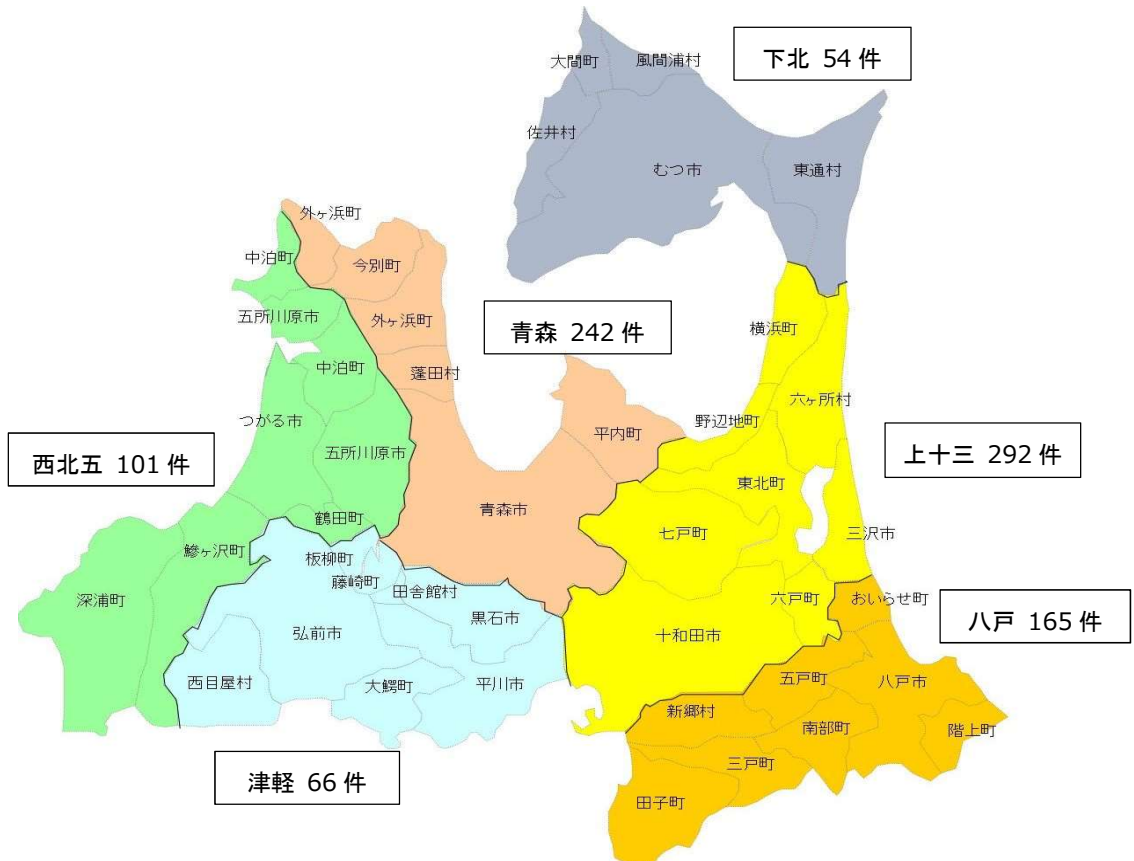 下北 54 件
大間町
風間浦村
佐井村
むつ市
東通村
外ヶ浜町
中泊町
今別町
五所川原市
外ヶ浜町
青森 242 件
横浜町
中泊町
蓬田村
六ヶ所村
つがる市
野辺地町
平内町
西北五 101 件
五所川原市
上十三 292 件
東北町
青森市
鶴田町
七戸町
三沢市
鰺ヶ沢町
板柳町
藤崎町
田舎館村
深浦町
黒石市
六戸町
おいらせ町
八戸 165 件
弘前市
十和田市
西目屋村
大鰐町
平川市
五戸町
八戸市
新郷村
南部町
階上町
三戸町
津軽 66 件
田子町